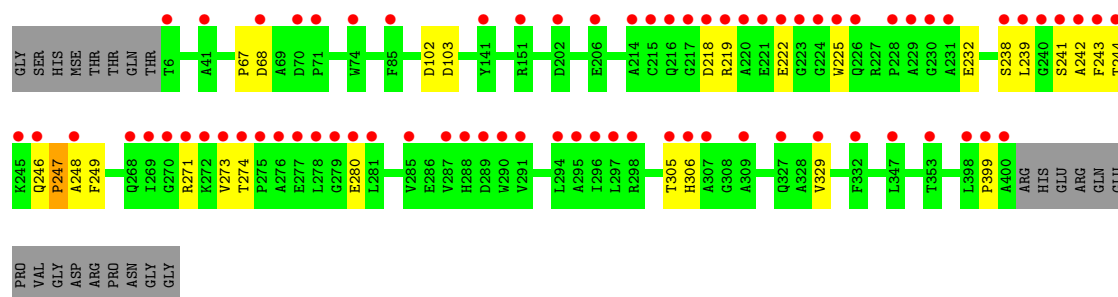 GLY SER HIS MSE THR THR GLN THR T6 A41 P67 D68 A69 D70 P71 W74 F85 D102 D103 Y141 R151 D202 E206 A214 C215 Q216 G217 D218 R219 A220 E221 E222 G223 G224 W225 Q226 R227 P228 A229 G230 A231 E232 S238 L239 G240 S241 A242 F243 T244
K245 Q246 P247 A248 F249 Q268 I269 G270 R271 K272 V273 T274 P275 A276 E277 L278 G279 E280 L281 V285 E286 V287 H288 D289 W290 V291 L294 A295 I296 L297 R298 T305 H306 A307 G308 A309 Q327 A328 V329 F332 L347 T353 L398 P399 A400 ARG HIS GLU ARG GLN GLU
PRO VAL GLY ASP ARG PRO ASN GLY GLY